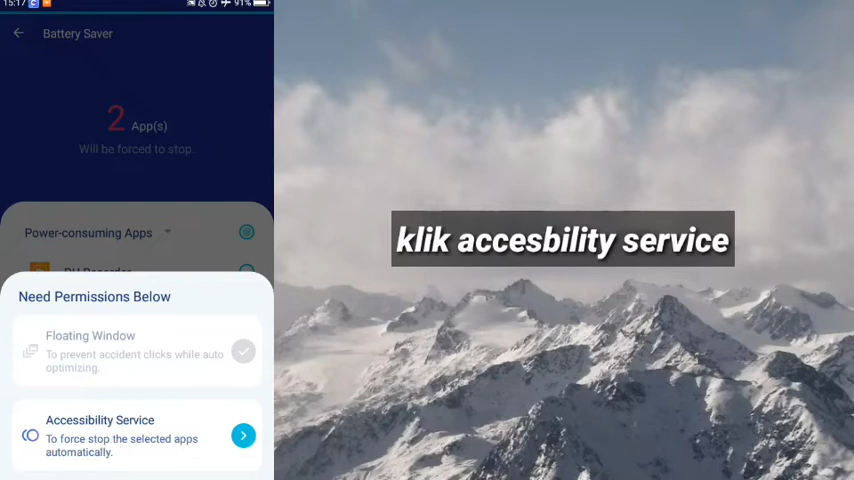 15:17
91%
Battery Saver
2 App(s)
Will be forced to stop.
Power-consuming Apps
DU Recorder
Need Permissions Below
Floating Window
To prevent accident clicks while auto
optimizing.
Accessibility Service
To force stop the selected apps
automatically.
klik accesbility service